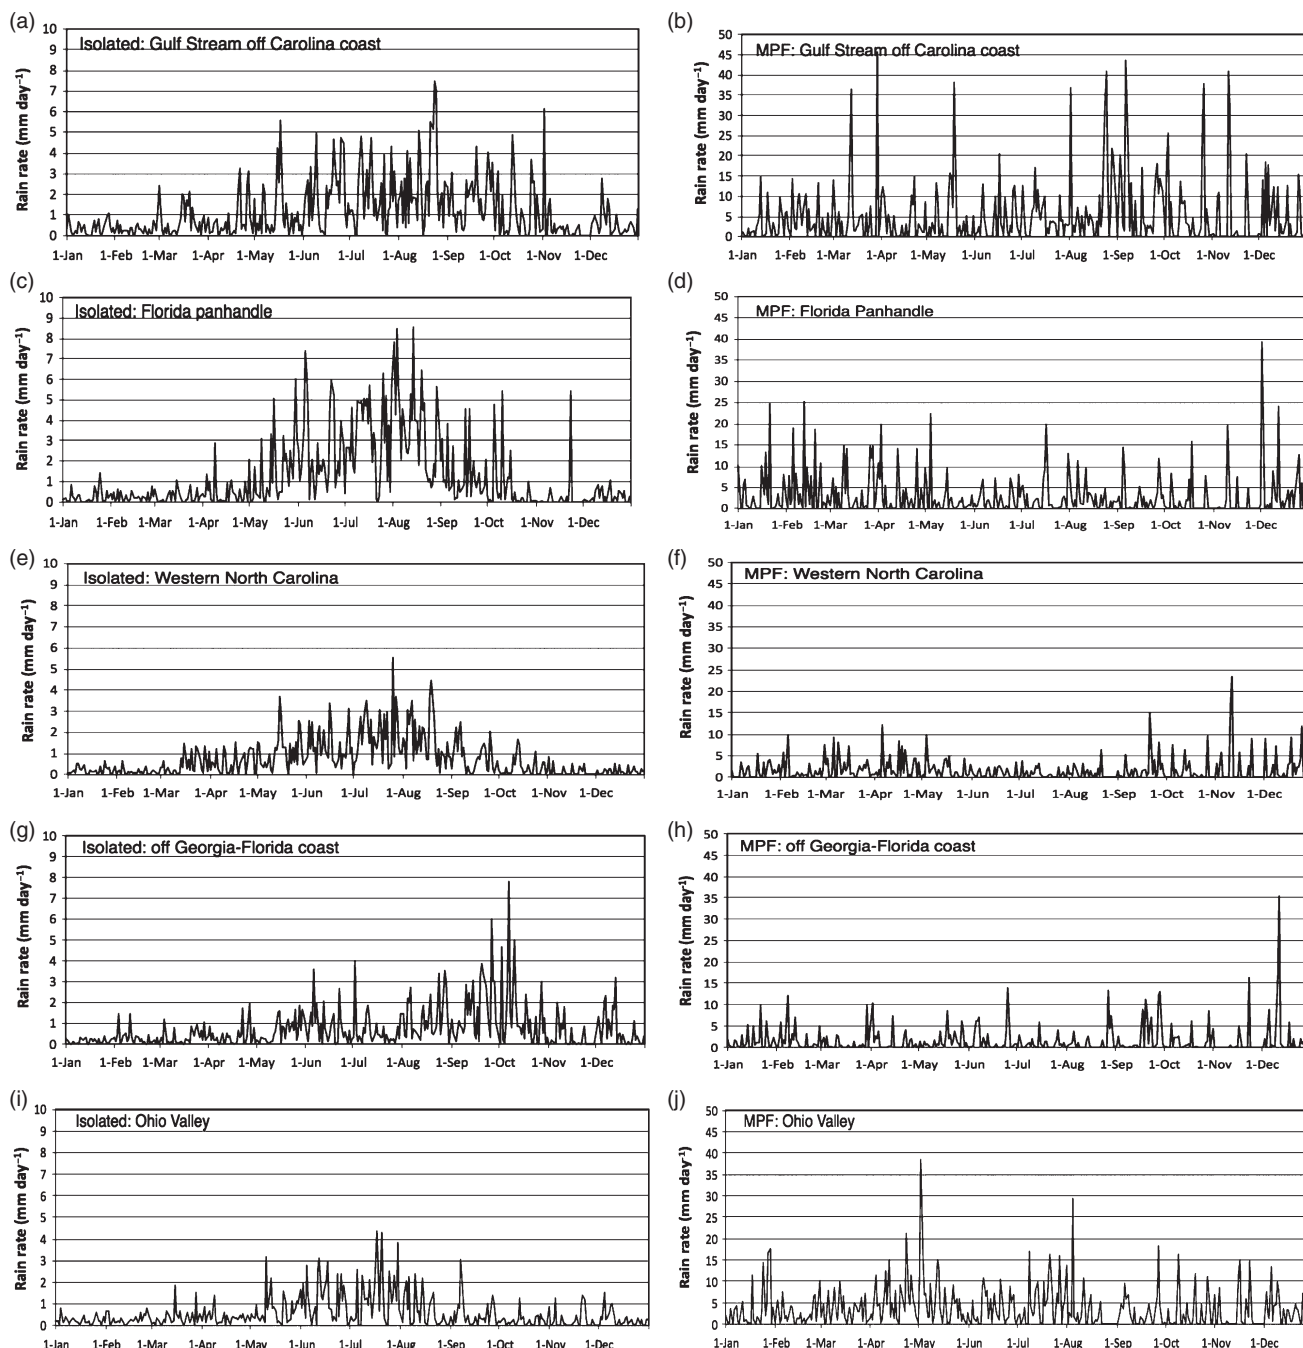 (a)
Isolated: Gulf Stream off Carolina coast
Rain rate (mm day⁻¹)
10
9
8
7
6
5
4
3
2
1
0
1-Jan 1-Feb 1-Mar 1-Apr 1-May 1-Jun 1-Jul 1-Aug 1-Sep 1-Oct 1-Nov 1-Dec
(b)
MPF: Gulf Stream off Carolina coast
Rain rate (mm day⁻¹)
50
45
40
35
30
25
20
15
10
5
0
1-Jan 1-Feb 1-Mar 1-Apr 1-May 1-Jun 1-Jul 1-Aug 1-Sep 1-Oct 1-Nov 1-Dec
(c)
Isolated: Florida panhandle
Rain rate (mm day⁻¹)
10
9
8
7
6
5
4
3
2
1
0
1-Jan 1-Feb 1-Mar 1-Apr 1-May 1-Jun 1-Jul 1-Aug 1-Sep 1-Oct 1-Nov 1-Dec
(d)
MPF: Florida Panhandle
Rain rate (mm day⁻¹)
50
45
40
35
30
25
20
15
10
5
0
1-Jan 1-Feb 1-Mar 1-Apr 1-May 1-Jun 1-Jul 1-Aug 1-Sep 1-Oct 1-Nov 1-Dec
(e)
Isolated: Western North Carolina
Rain rate (mm day⁻¹)
10
9
8
7
6
5
4
3
2
1
0
1-Jan 1-Feb 1-Mar 1-Apr 1-May 1-Jun 1-Jul 1-Aug 1-Sep 1-Oct 1-Nov 1-Dec
(f)
MPF: Western North Carolina
Rain rate (mm day⁻¹)
50
45
40
35
30
25
20
15
10
5
0
1-Jan 1-Feb 1-Mar 1-Apr 1-May 1-Jun 1-Jul 1-Aug 1-Sep 1-Oct 1-Nov 1-Dec
(g)
Isolated: off Georgia-Florida coast
Rain rate (mm day⁻¹)
10
9
8
7
6
5
4
3
2
1
0
1-Jan 1-Feb 1-Mar 1-Apr 1-May 1-Jun 1-Jul 1-Aug 1-Sep 1-Oct 1-Nov 1-Dec
(h)
MPF: off Georgia-Florida coast
Rain rate (mm day⁻¹)
50
45
40
35
30
25
20
15
10
5
0
1-Jan 1-Feb 1-Mar 1-Apr 1-May 1-Jun 1-Jul 1-Aug 1-Sep 1-Oct 1-Nov 1-Dec
(i)
Isolated: Ohio Valley
Rain rate (mm day⁻¹)
10
9
8
7
6
5
4
3
2
1
0
1-Jan 1-Feb 1-Mar 1-Apr 1-May 1-Jun 1-Jul 1-Aug 1-Sep 1-Oct 1-Nov 1-Dec
(j)
MPF: Ohio Valley
Rain rate (mm day⁻¹)
50
45
40
35
30
25
20
15
10
5
0
1-Jan 1-Feb 1-Mar 1-Apr 1-May 1-Jun 1-Jul 1-Aug 1-Sep 1-Oct 1-Nov 1-Dec